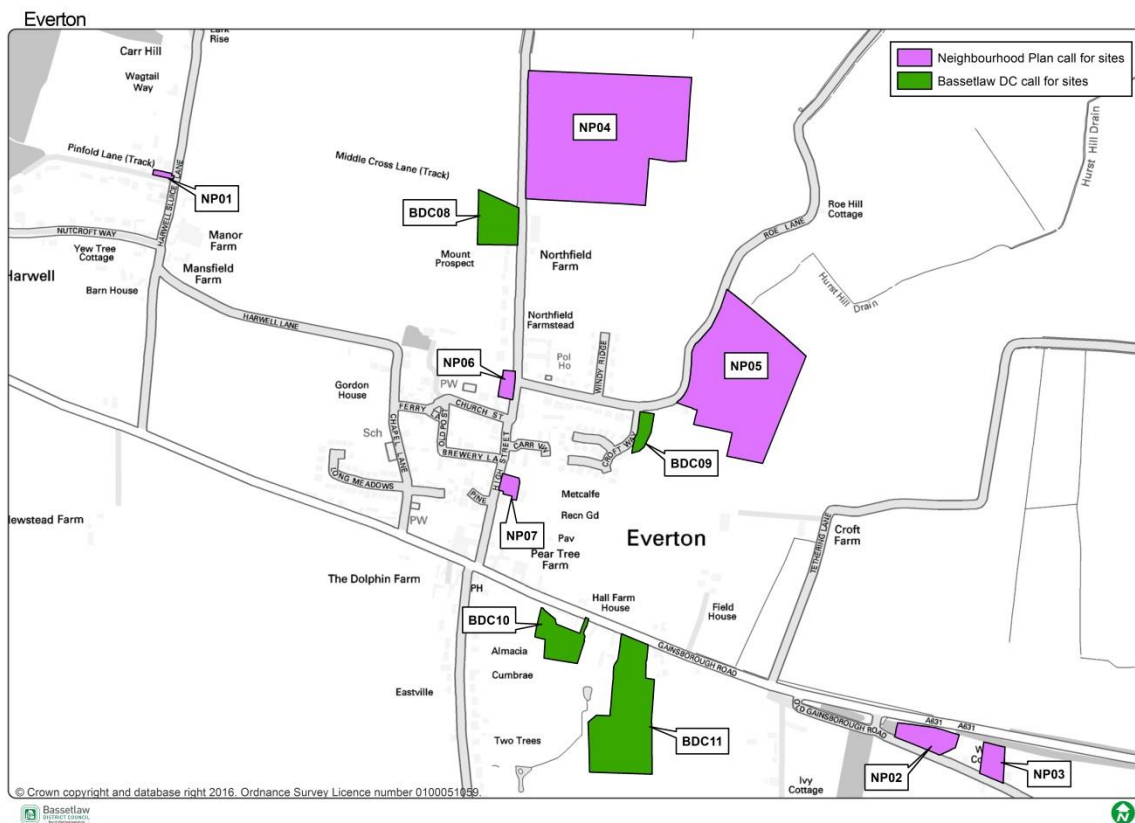 Everton
Neighbourhood Plan call for sites
Bassetlaw DC call for sites
Rise
Carr Hill
Wagtail
Way
Pinfold Lane (Track)
HARWELL SLUICE LANE
NP01
NUTCROFT WAY
Yew Tree
Cottage
Manor
Farm
Harwell
Mansfield
Farm
Barn House
Middle Cross Lane (Track)
NP04
BDC08
Mount
Prospect
Northfield
Farm
Roe Hill
Cottage
ROE LANE
Hurst Hill Drain
Hurst Hill Drain
HARWELL LANE
Northfield
Farmstead
NP05
NP06
Pol
Ho
WINDY RIDGE
PW
Gordon
House
CHURCH ST
OLD POST
Sch
CHAPEL LANE
BREWERY LA
HIGH STREET
CROFT WAY
BDC09
LONG MEADOWS
PINE
NP07
PW
Metcalfe
Recn Gd
Pav
Everton
Pear Tree
Farm
Croft
Farm
TETHERING LANE
The Dolphin Farm
PH
Hall Farm
House
Field
House
BDC10
Almacia
Cumbrae
Eastville
GAINSBOROUGH ROAD
OLD GAINSBOROUGH ROAD
A631
A631
Two Trees
BDC11
NP02
NP03
Ivy
Cottage
© Crown copyright and database right 2016. Ordnance Survey Licence number 0100051059.
Bassetlaw
DISTRICT COUNCIL
N